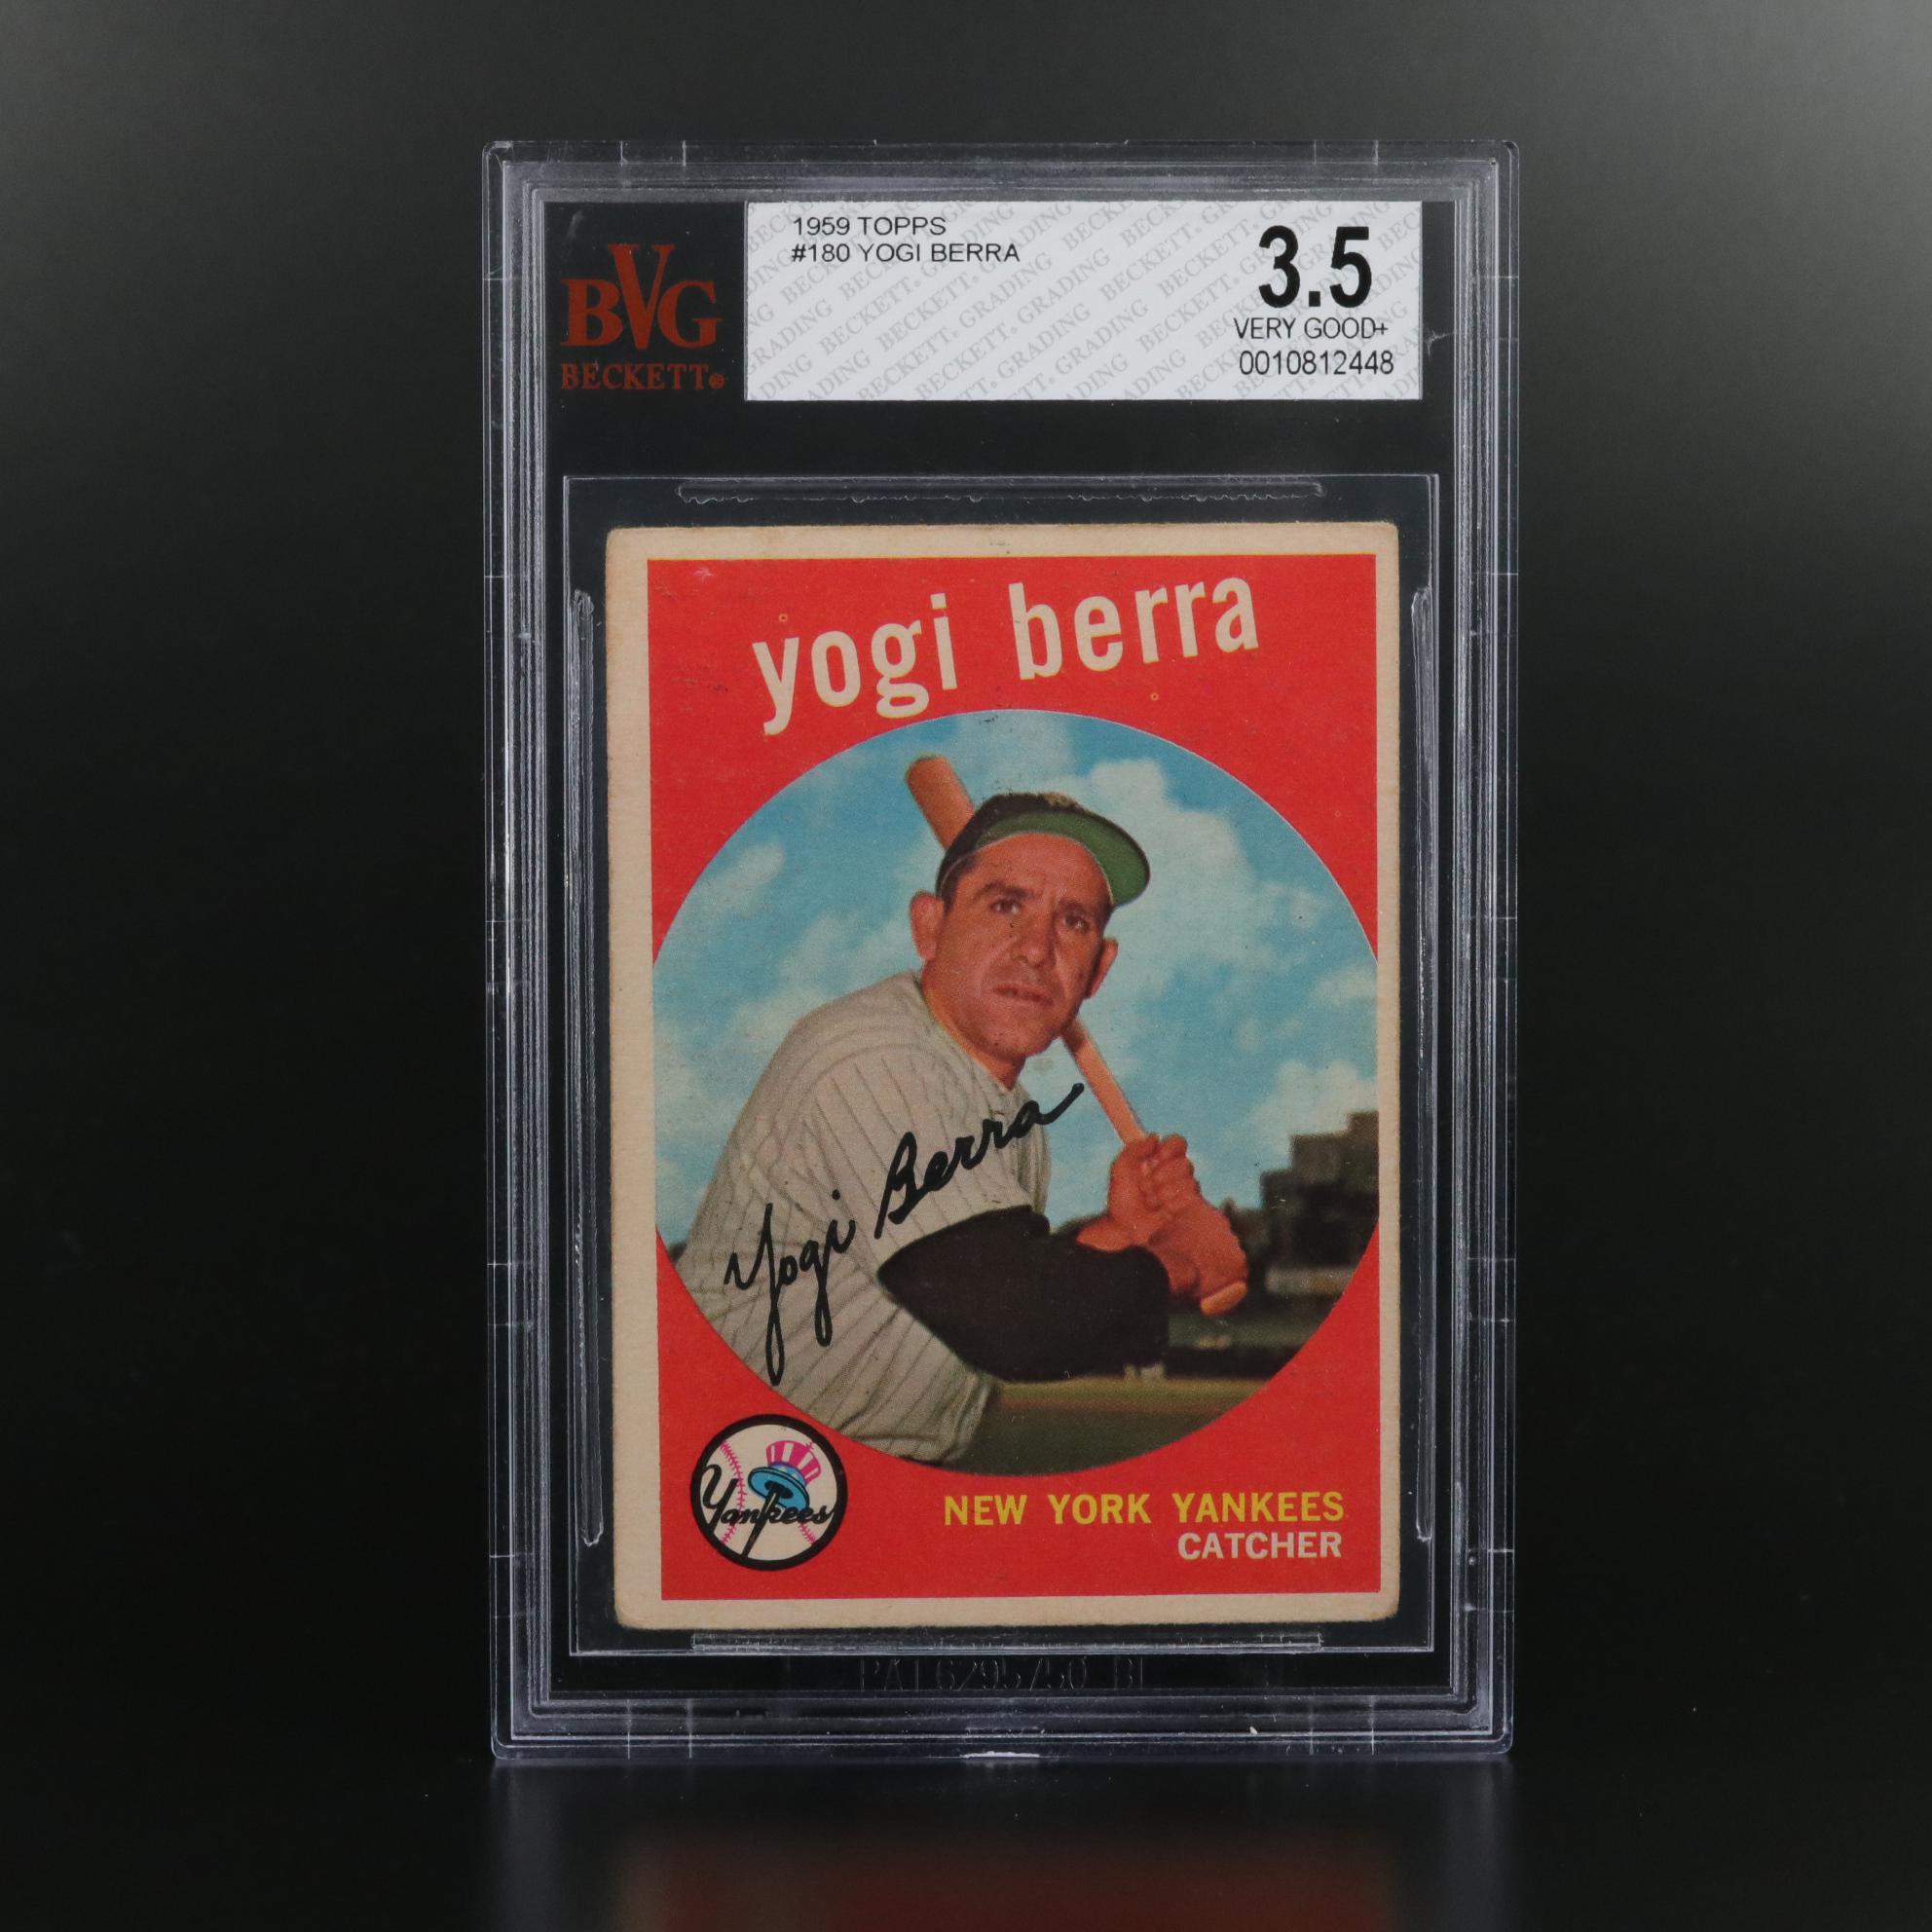 1959 TOPPS
#180 YOGI BERRA
3.5
VERY GOOD+
0010812448
BVG
BECKETT®
yogi berra
Yogi Berra
Yankees
NEW YORK YANKEES
CATCHER